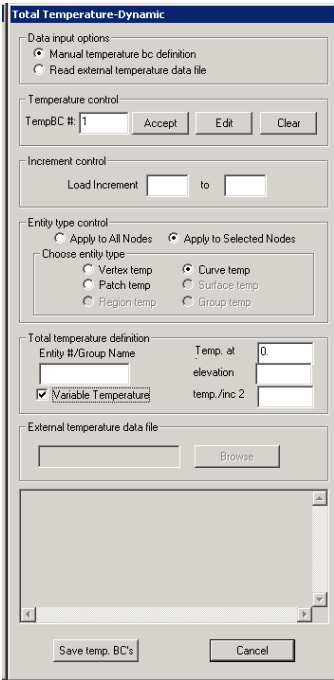 Total Temperature-Dynamic
Data input options
Manual temperature bc definition
Read external temperature data file
Temperature control
TempBC #: 1 Accept Edit Clear
Increment control
Load Increment to
Entity type control
Apply to All Nodes Apply to Selected Nodes
Choose entity type
Vertex temp Curve temp
Patch temp Surface temp
Region temp Group temp
Total temperature definition
Entity #/Group Name Temp. at 0.
elevation
Variable Temperature temp./inc 2
External temperature data file
Browse
Save temp. BC's Cancel